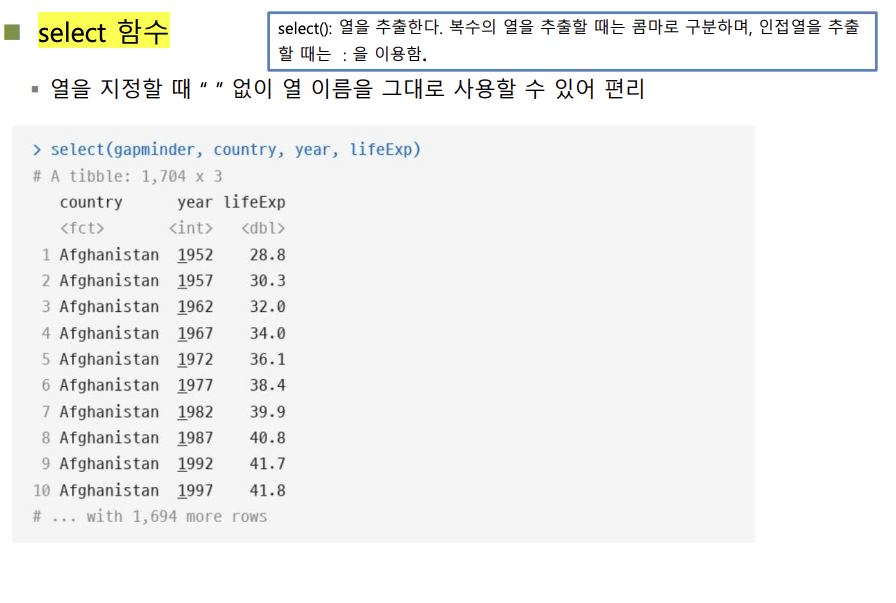 select 함수
select(): 열을 추출한다. 복수의 열을 추출할 때는 콤마로 구분하며, 인접열을 추출
할 때는 : 을 이용함.
열을 지정할 때 “ ” 없이 열 이름을 그대로 사용할 수 있어 편리
> select(gapminder, country, year, lifeExp)
# A tibble: 1,704 x 3
country year lifeExp
<fct> <int> <dbl>
1 Afghanistan 1952 28.8
2 Afghanistan 1957 30.3
3 Afghanistan 1962 32.0
4 Afghanistan 1967 34.0
5 Afghanistan 1972 36.1
6 Afghanistan 1977 38.4
7 Afghanistan 1982 39.9
8 Afghanistan 1987 40.8
9 Afghanistan 1992 41.7
10 Afghanistan 1997 41.8
# ... with 1,694 more rows